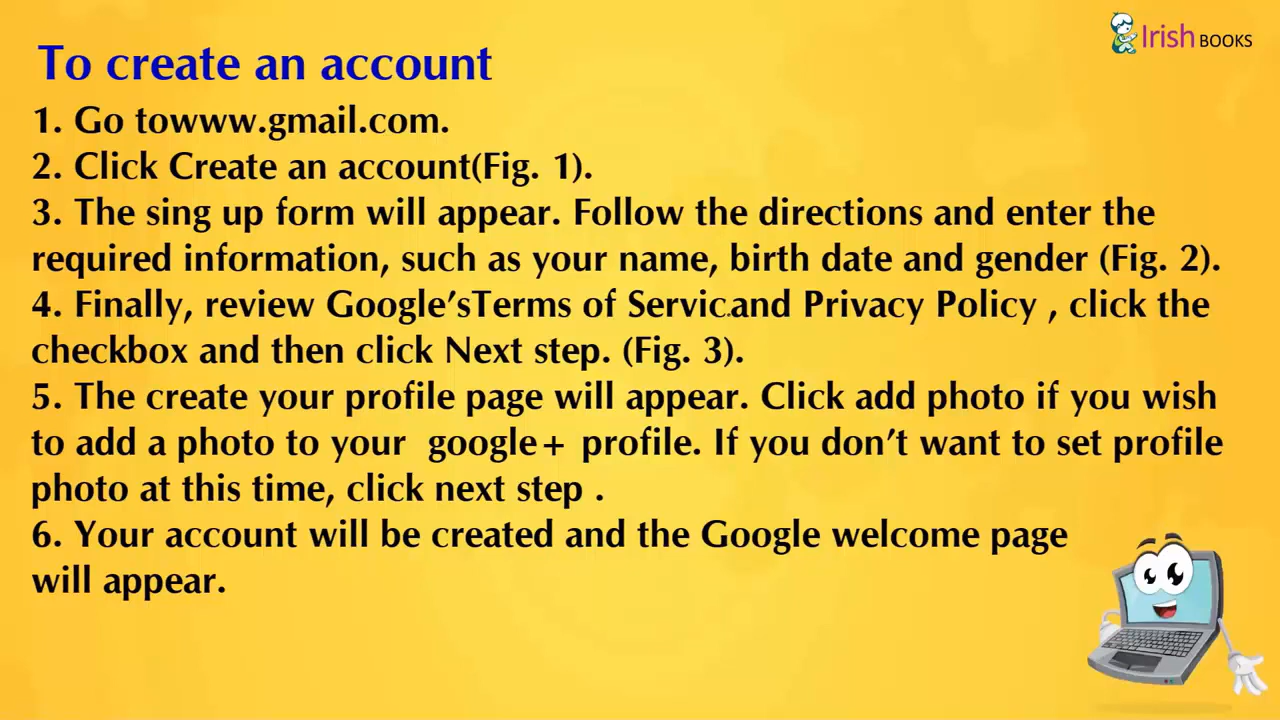 Irish BOOKS
To create an account
1. Go towww.gmail.com.
2. Click Create an account(Fig. 1).
3. The sing up form will appear. Follow the directions and enter the
required information, such as your name, birth date and gender (Fig. 2).
4. Finally, review Google’sTerms of Servic.and Privacy Policy , click the
checkbox and then click Next step. (Fig. 3).
5. The create your profile page will appear. Click add photo if you wish
to add a photo to your google+ profile. If you don’t want to set profile
photo at this time, click next step .
6. Your account will be created and the Google welcome page
will appear.